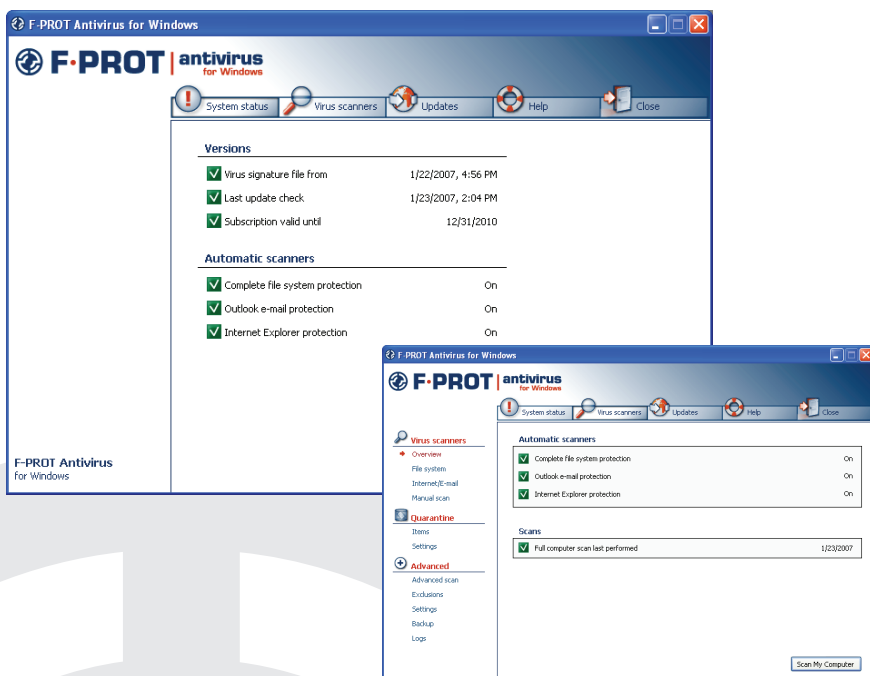 F-PROT Antivirus for Windows
F·PROT antivirus
for Windows
System status Virus scanners Updates Help Close
Versions
Virus signature file from 1/22/2007, 4:56 PM
Last update check 1/23/2007, 2:04 PM
Subscription valid until 12/31/2010
Automatic scanners
Complete file system protection On
Outlook e-mail protection On
Internet Explorer protection On
F-PROT Antivirus
for Windows
F-PROT Antivirus for Windows
F·PROT antivirus
for Windows
System status Virus scanners Updates Help Close
Virus scanners
Overview
File system
Internet/E-mail
Manual scan
Quarantine
Items
Settings
Advanced
Advanced scan
Exclusions
Settings
Backup
Logs
Automatic scanners
Complete file system protection On
Outlook e-mail protection On
Internet Explorer protection On
Scans
Full computer scan last performed 1/23/2007
Scan My Computer